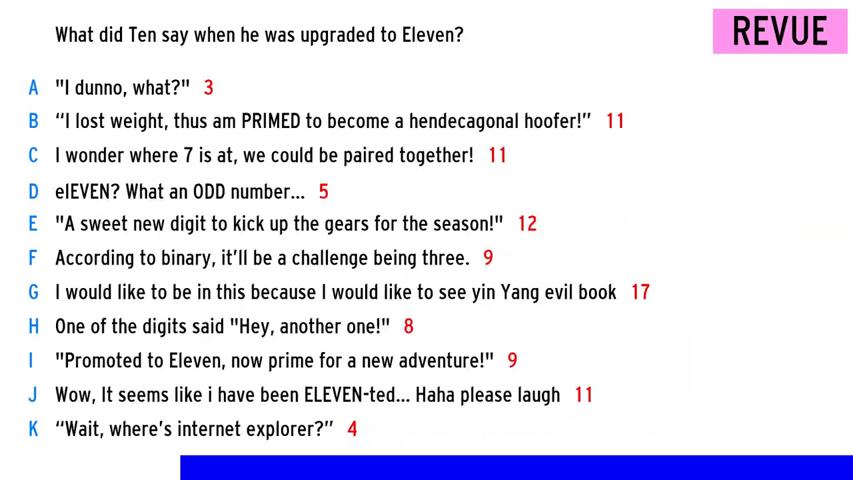 What did Ten say when he was upgraded to Eleven?
REVUE
A "I dunno, what?" 3
B “I lost weight, thus am PRIMED to become a hendecagonal hoofer!” 11
C I wonder where 7 is at, we could be paired together! 11
D elEVEN? What an ODD number... 5
E "A sweet new digit to kick up the gears for the season!" 12
F According to binary, it’ll be a challenge being three. 9
G I would like to be in this because I would like to see yin Yang evil book 17
H One of the digits said "Hey, another one!" 8
I "Promoted to Eleven, now prime for a new adventure!" 9
J Wow, It seems like i have been ELEVEN-ted... Haha please laugh 11
K “Wait, where’s internet explorer?” 4